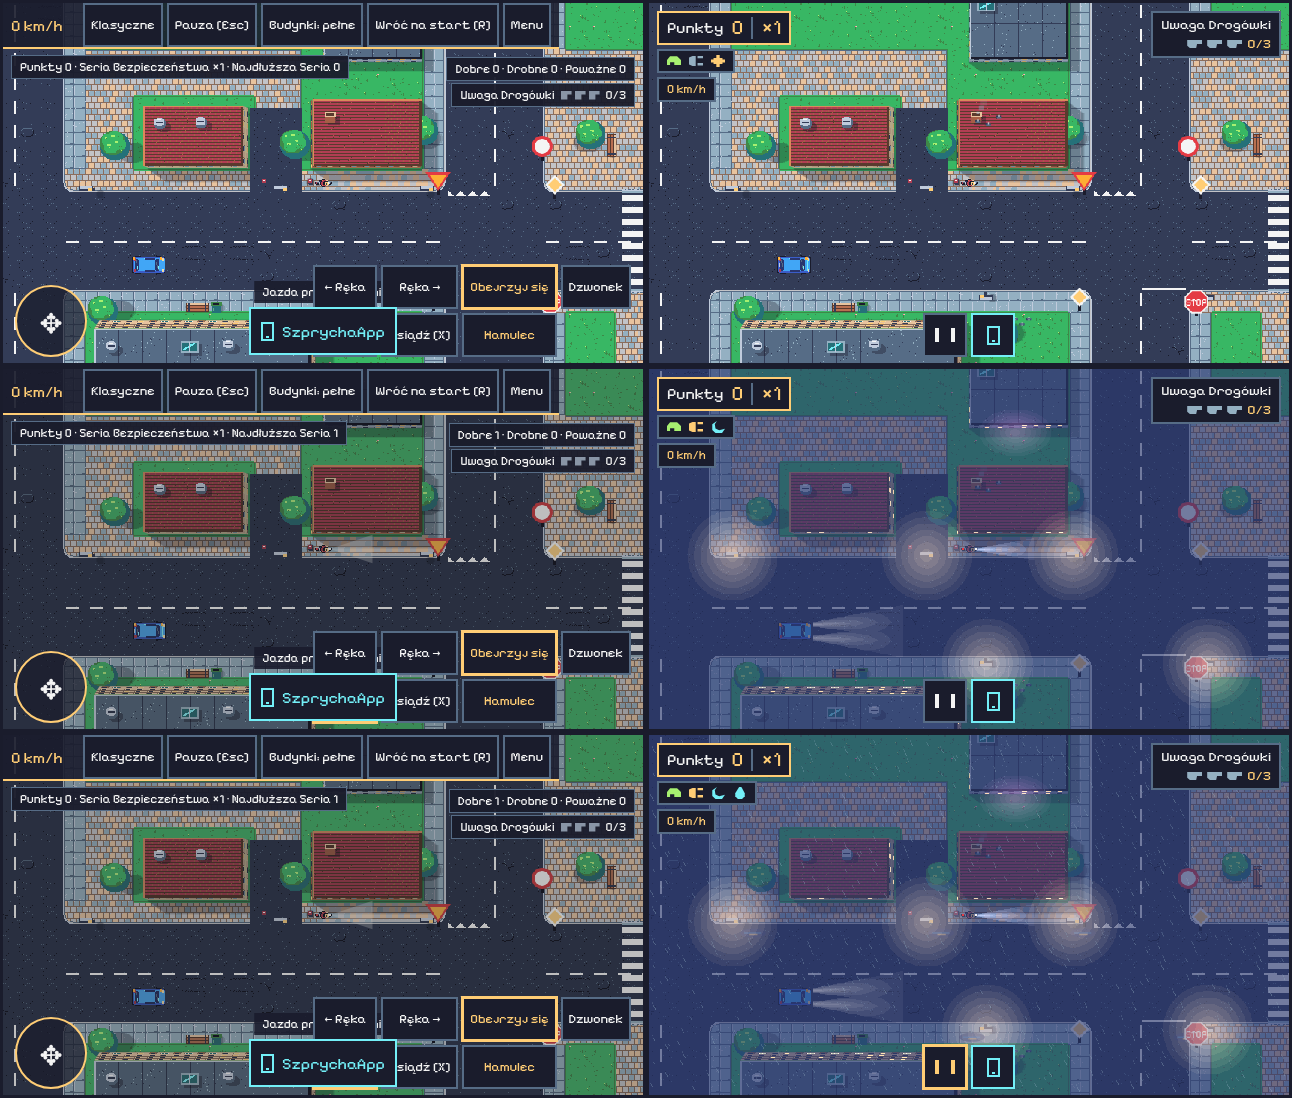 0 km/h
Klasyczne
Pauza (Esc)
Budynki: pełne
Wróć na start (R)
Menu
Punkty 0 · Seria Bezpieczeństwa ×1 · Najdłuższa Seria 0
Dobre 0 · Drobne 0 · Poważne 0
Uwaga Drogówki 0/3
Jazda pr
← Ręka
Ręka →
Obejrzyj się
Dzwonek
SzprychaApp
siądź (X)
Hamulec
Punkty 0 ×1
0 km/h
Uwaga Drogówki
0/3
STOP
0 km/h
Klasyczne
Pauza (Esc)
Budynki: pełne
Wróć na start (R)
Menu
Punkty 0 · Seria Bezpieczeństwa ×1 · Najdłuższa Seria 1
Dobre 1 · Drobne 0 · Poważne 0
Uwaga Drogówki 0/3
Jazda pr
← Ręka
Ręka →
Obejrzyj się
Dzwonek
SzprychaApp
siądź (X)
Hamulec
Punkty 0 ×1
0 km/h
Uwaga Drogówki
0/3
STOP
0 km/h
Klasyczne
Pauza (Esc)
Budynki: pełne
Wróć na start (R)
Menu
Punkty 0 · Seria Bezpieczeństwa ×1 · Najdłuższa Seria 1
Dobre 1 · Drobne 0 · Poważne 0
Uwaga Drogówki 0/3
Jazda pr
← Ręka
Ręka →
Obejrzyj się
Dzwonek
SzprychaApp
siądź (X)
Hamulec
Punkty 0 ×1
0 km/h
Uwaga Drogówki
0/3
STOP